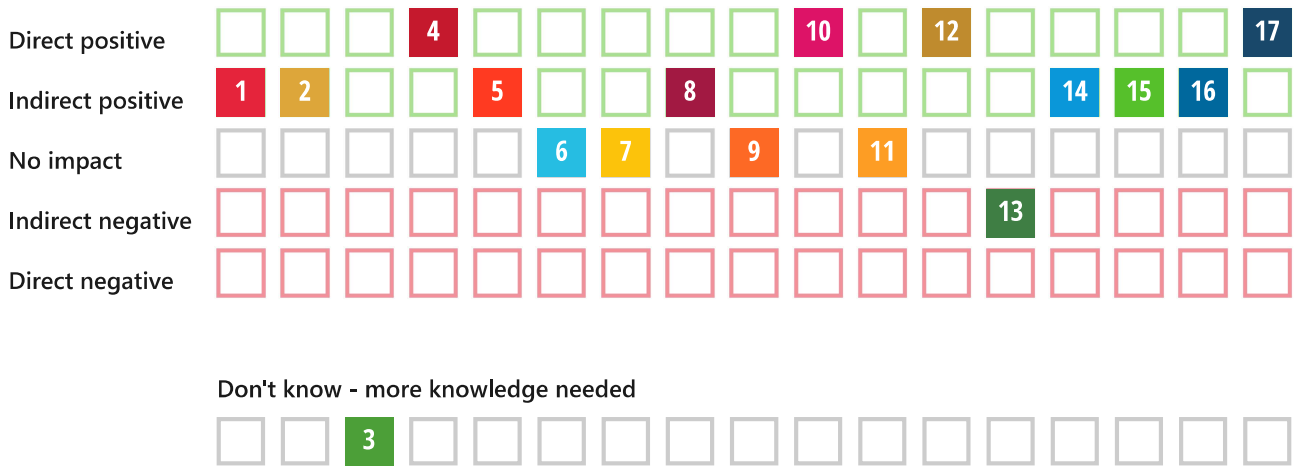 Direct positive 4 10 12 17
Indirect positive 1 2 5 8 14 15 16
No impact 6 7 9 11
Indirect negative 13
Direct negative
Don't know - more knowledge needed
3